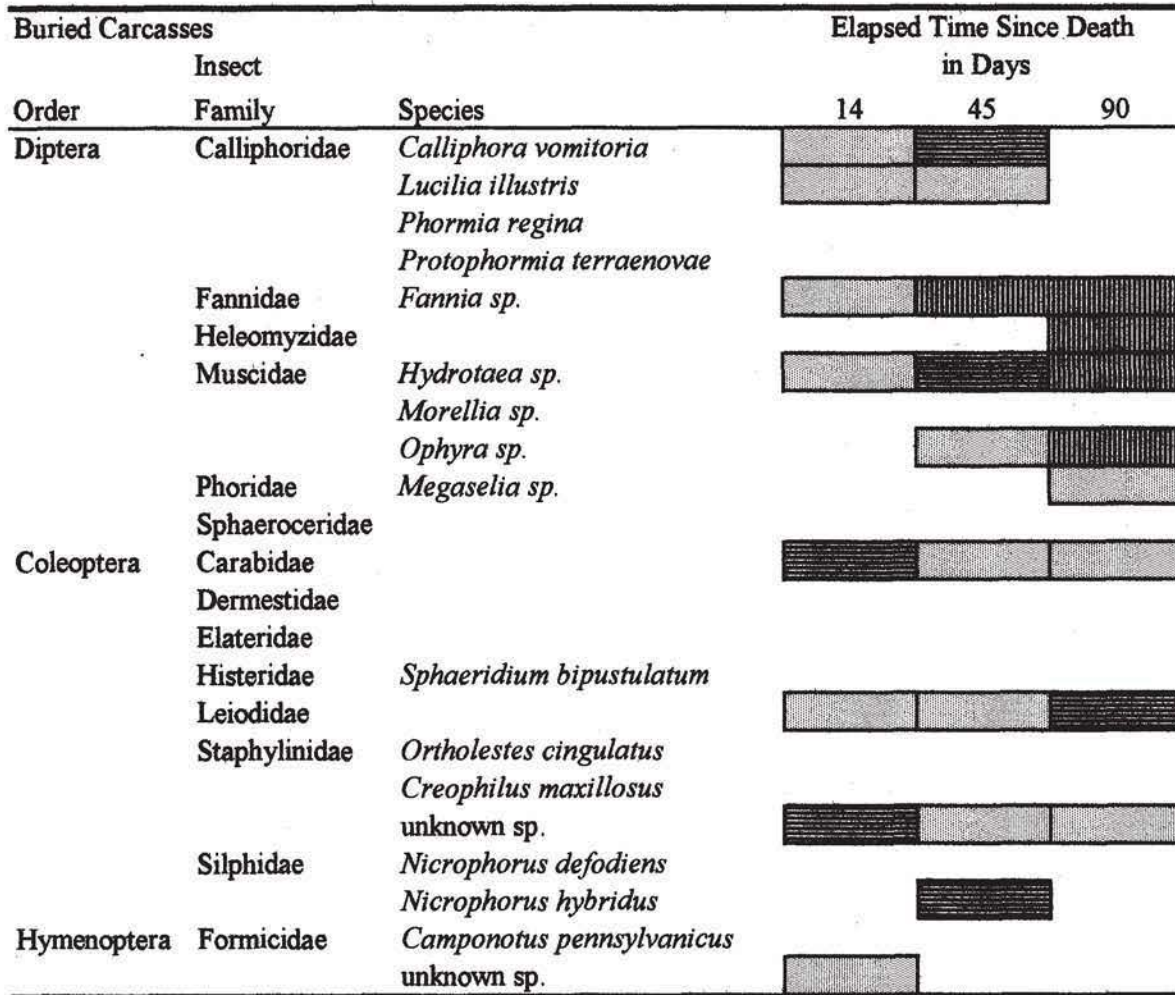 Buried Carcasses Elapsed Time Since Death
Insect in Days
Order Family Species 14 45 90
Diptera Calliphoridae Calliphora vomitoria
Lucilia illustris
Phormia regina
Protophormia terraenovae
Fannidae Fannia sp.
Heleomyzidae
Muscidae Hydrotaea sp.
Morellia sp.
Ophyra sp.
Phoridae Megaselia sp.
Sphaeroceridae
Coleoptera Carabidae
Dermestidae
Elateridae
Histeridae Sphaeridium bipustulatum
Leiodidae
Staphylinidae Ortholestes cingulatus
Creophilus maxillosus
unknown sp.
Silphidae Nicrophorus defodiens
Nicrophorus hybridus
Hymenoptera Formicidae Camponotus pennsylvanicus
unknown sp.